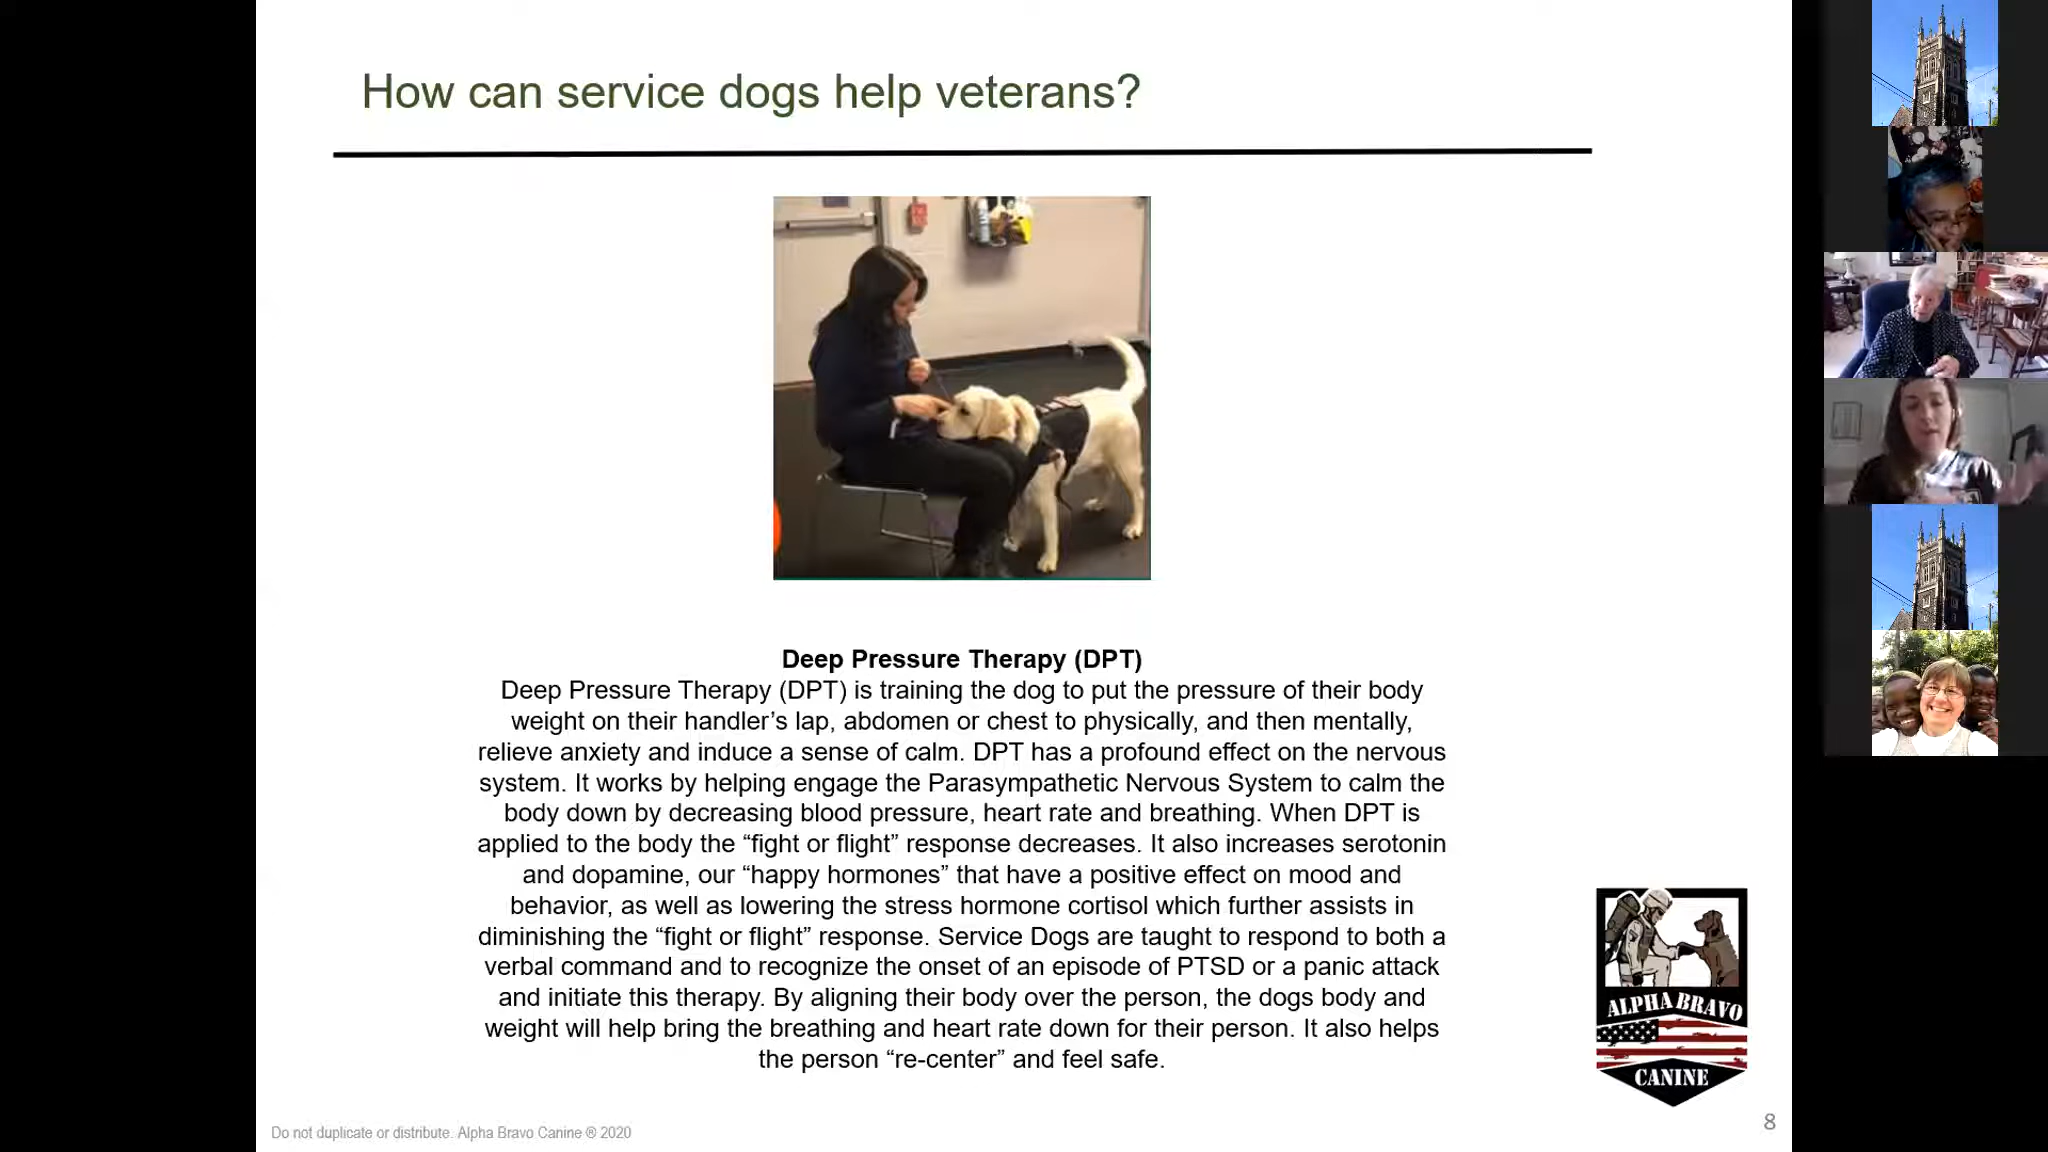 How can service dogs help veterans?
Deep Pressure Therapy (DPT)
Deep Pressure Therapy (DPT) is training the dog to put the pressure of their body
weight on their handler’s lap, abdomen or chest to physically, and then mentally,
relieve anxiety and induce a sense of calm. DPT has a profound effect on the nervous
system. It works by helping engage the Parasympathetic Nervous System to calm the
body down by decreasing blood pressure, heart rate and breathing. When DPT is
applied to the body the “fight or flight” response decreases. It also increases serotonin
and dopamine, our “happy hormones” that have a positive effect on mood and
behavior, as well as lowering the stress hormone cortisol which further assists in
diminishing the “fight or flight” response. Service Dogs are taught to respond to both a
verbal command and to recognize the onset of an episode of PTSD or a panic attack
and initiate this therapy. By aligning their body over the person, the dogs body and
weight will help bring the breathing and heart rate down for their person. It also helps
the person “re-center” and feel safe.
ALPHA BRAVO
CANINE
Do not duplicate or distribute. Alpha Bravo Canine ® 2020
8